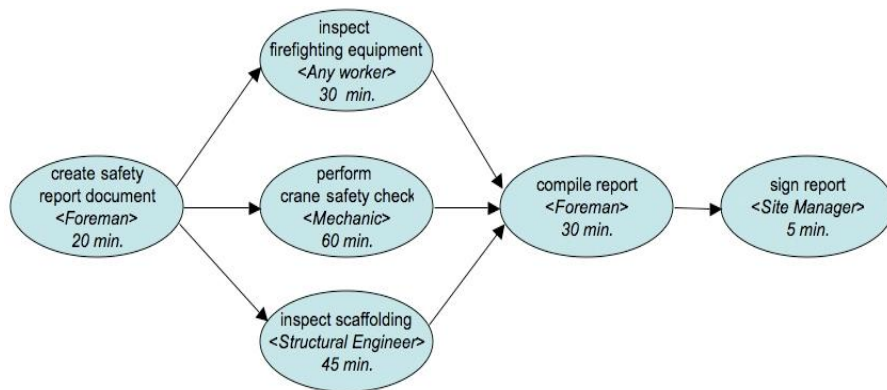 inspect
firefighting equipment
<Any worker>
30 min.
create safety
report document
<Foreman>
20 min.
perform
crane safety check
<Mechanic>
60 min.
compile report
<Foreman>
30 min.
sign report
<Site Manager>
5 min.
inspect scaffolding
<Structural Engineer>
45 min.